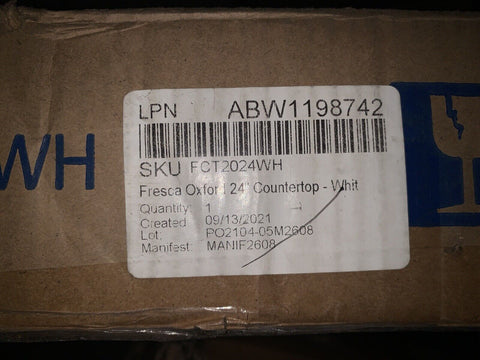 WH
LPN ABW1198742
SKU FCT2024WH
Fresca Oxford 24" Countertop - Whit
Quantity: 1
Created: 09/13/2021
Lot: PO2104-05M2608
Manifest: MANIF2608